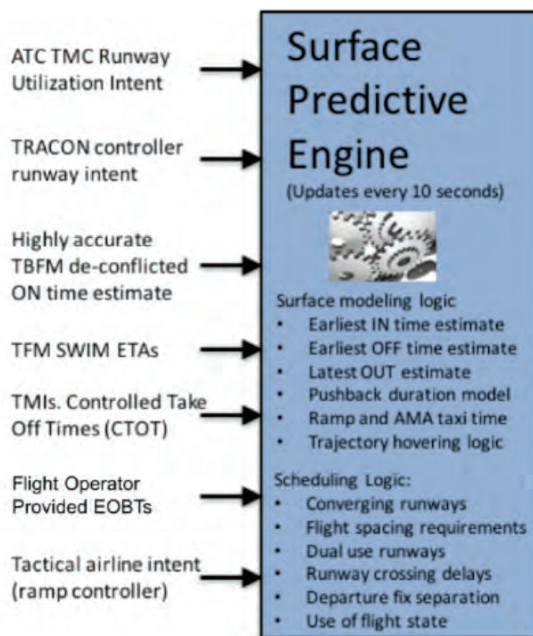 ATC TMC Runway
Utilization Intent
TRACON controller
runway intent
Highly accurate
TBFM de-conflicted
ON time estimate
TFM SWIM ETAs
TMIs. Controlled Take
Off Times (CTOT)
Flight Operator
Provided EOBTs
Tactical airline intent
(ramp controller)
Surface
Predictive
Engine
(Updates every 10 seconds)
Surface modeling logic
• Earliest IN time estimate
• Earliest OFF time estimate
• Latest OUT estimate
• Pushback duration model
• Ramp and AMA taxi time
• Trajectory hovering logic
Scheduling Logic:
• Converging runways
• Flight spacing requirements
• Dual use runways
• Runway crossing delays
• Departure fix separation
• Use of flight state